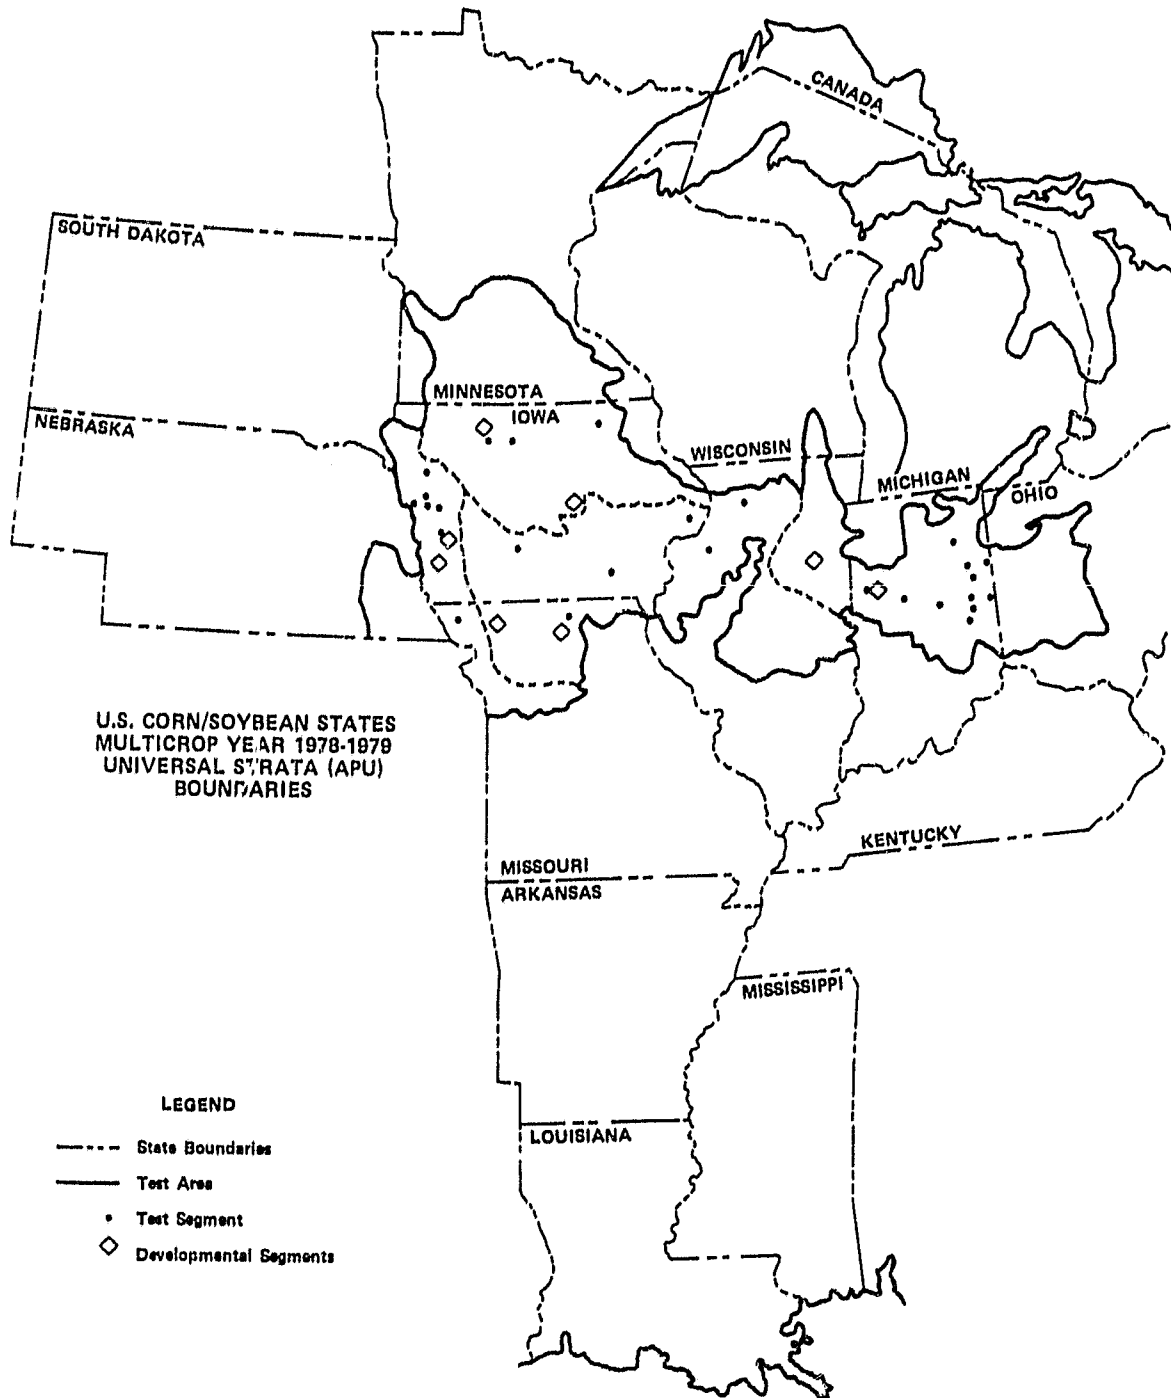 CANADA
SOUTH DAKOTA
MINNESOTA
IOWA
NEBRASKA
WISCONSIN
MICHIGAN
OHIO
U.S. CORN/SOYBEAN STATES
MULTICROP YEAR 1978-1979
UNIVERSAL STRATA (APU)
BOUNDARIES
KENTUCKY
MISSOURI
ARKANSAS
MISSISSIPPI
LEGEND
LOUISIANA
State Boundaries
Test Area
Test Segment
Developmental Segments